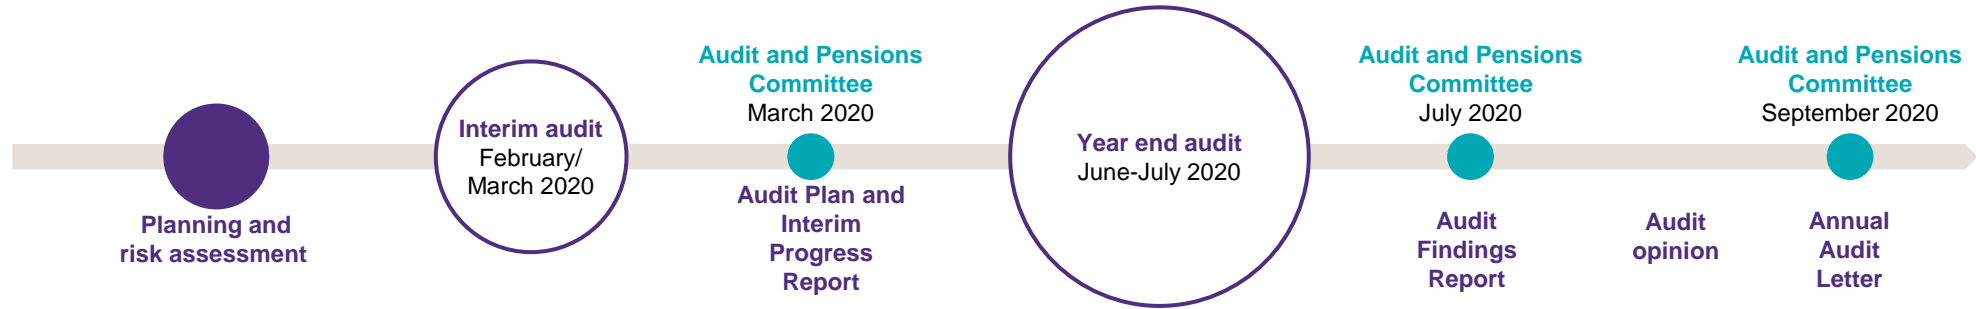 Planning and
risk assessment
Interim audit
February/
March 2020
Audit and Pensions
Committee
March 2020
Audit Plan and
Interim
Progress
Report
Year end audit
June-July 2020
Audit and Pensions
Committee
July 2020
Audit
Findings
Report
Audit
opinion
Audit and Pensions
Committee
September 2020
Annual
Audit
Letter